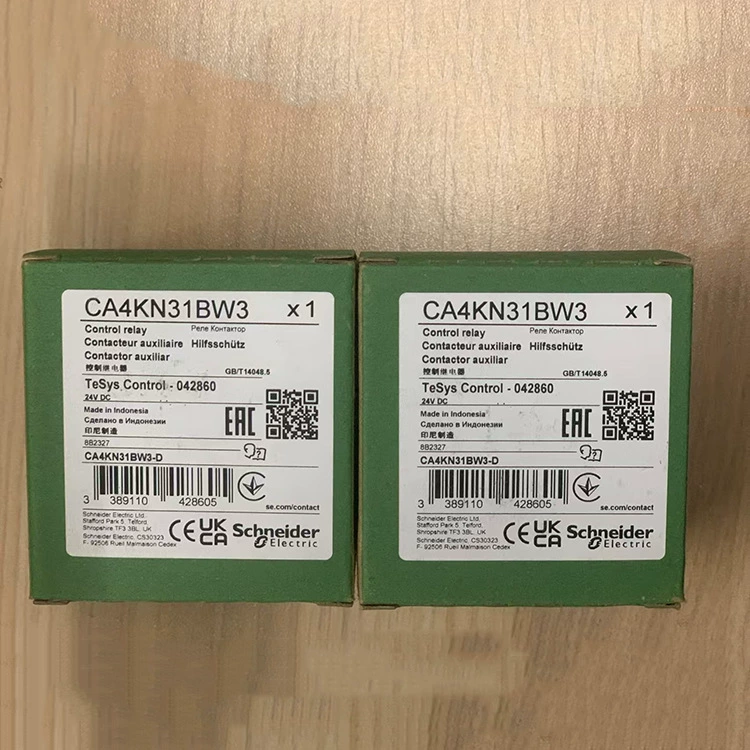 CA4KN31BW3 x 1
Control relay Реле Контактор
Contacteur auxiliaire Hilfsschütz
Contactor auxiliar
控制继电器 GB/T14048.5
TeSys Control - 042860
24V DC
Made in Indonesia
Сделано в Индонезии
印尼制造
EAC
8B2327
CA4KN31BW3-D
3 389110 428605
se.com/contact
Schneider Electric Ltd.
Stafford Park 5, Telford,
Shropshire TF3 3BL, UK
Schneider Electric, CS30323
F- 92506 Rueil Malmaison Cedex
CE UK CA Schneider Electric
CA4KN31BW3 x 1
Control relay Реле Контактор
Contacteur auxiliaire Hilfsschütz
Contactor auxiliar
控制继电器 GB/T14048.5
TeSys Control - 042860
24V DC
Made in Indonesia
Сделано в Индонезии
印尼制造
EAC
8B2327
CA4KN31BW3-D
3 389110 428605
se.com/contact
Schneider Electric Ltd.
Stafford Park 5, Telford,
Shropshire TF3 3BL, UK
Schneider Electric, CS30323
F- 92506 Rueil Malmaison Cedex
CE UK CA Schneider Electric